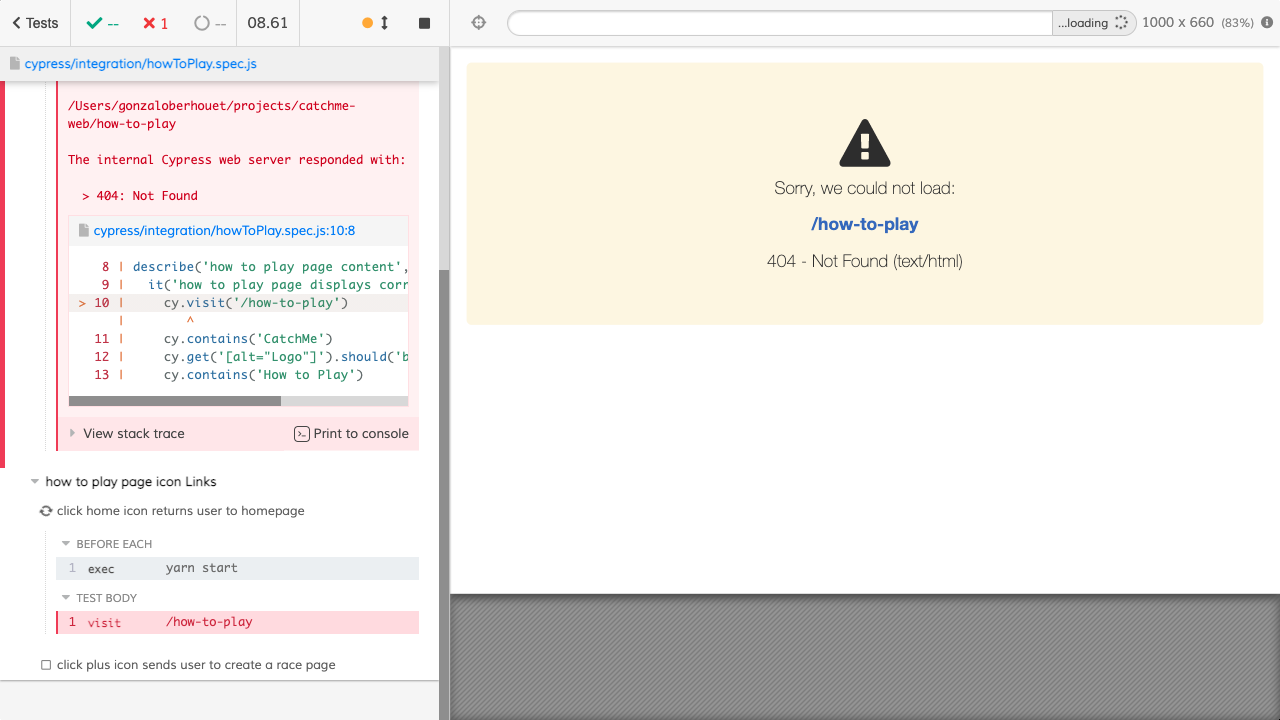 Tests -- 1 -- 08.61
...loading 1000 x 660 (83%)
cypress/integration/howToPlay.spec.js
/Users/gonzaloberhouet/projects/catchme-
web/how-to-play
The internal Cypress web server responded with:
> 404: Not Found
cypress/integration/howToPlay.spec.js:10:8
8 | describe('how to play page content',
9 | it('how to play page displays corr
> 10 | cy.visit('/how-to-play')
| ^
11 | cy.contains('CatchMe')
12 | cy.get('[alt="Logo"]').should('b
13 | cy.contains('How to Play')
View stack trace Print to console
how to play page icon Links
click home icon returns user to homepage
BEFORE EACH
1 exec yarn start
TEST BODY
1 visit /how-to-play
click plus icon sends user to create a race page
Sorry, we could not load:
/how-to-play
404 - Not Found (text/html)